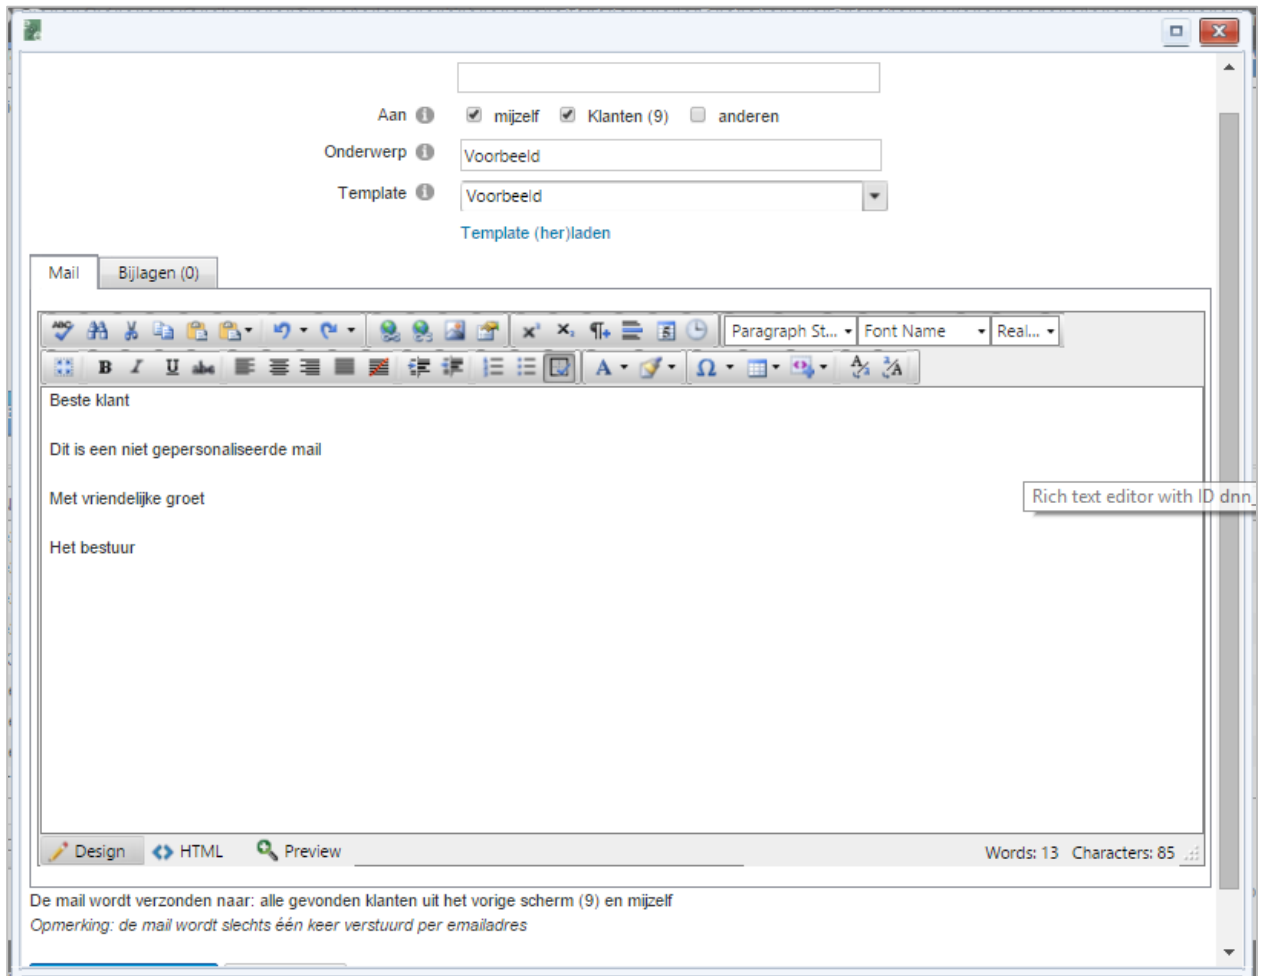 Aan mijzelf Klanten (9) anderen
Onderwerp Voorbeeld
Template Voorbeeld
Template (her)laden
Mail Bijlagen (0)
Paragraph St... Font Name Real...
Beste klant
Dit is een niet gepersonaliseerde mail
Met vriendelijke groet
Rich text editor with ID dnn_
Het bestuur
Design HTML Preview Words: 13 Characters: 85
De mail wordt verzonden naar: alle gevonden klanten uit het vorige scherm (9) en mijzelf
Opmerking: de mail wordt slechts één keer verstuurd per emailadres